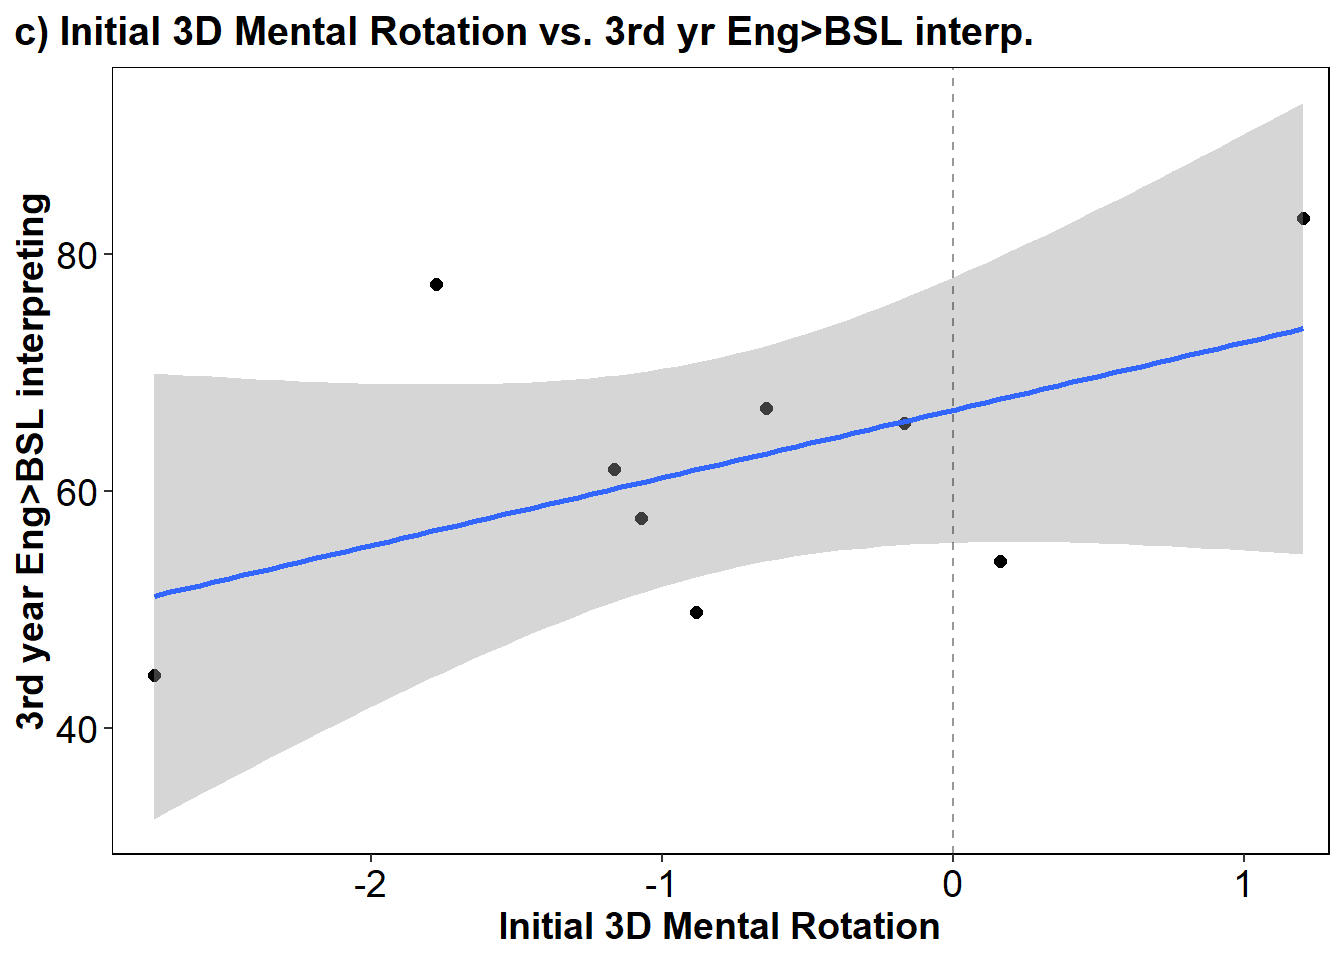 c) Initial 3D Mental Rotation vs. 3rd yr Eng>BSL interp.
3rd year Eng>BSL interpreting
80
60
40
-2
-1
0
1
Initial 3D Mental Rotation